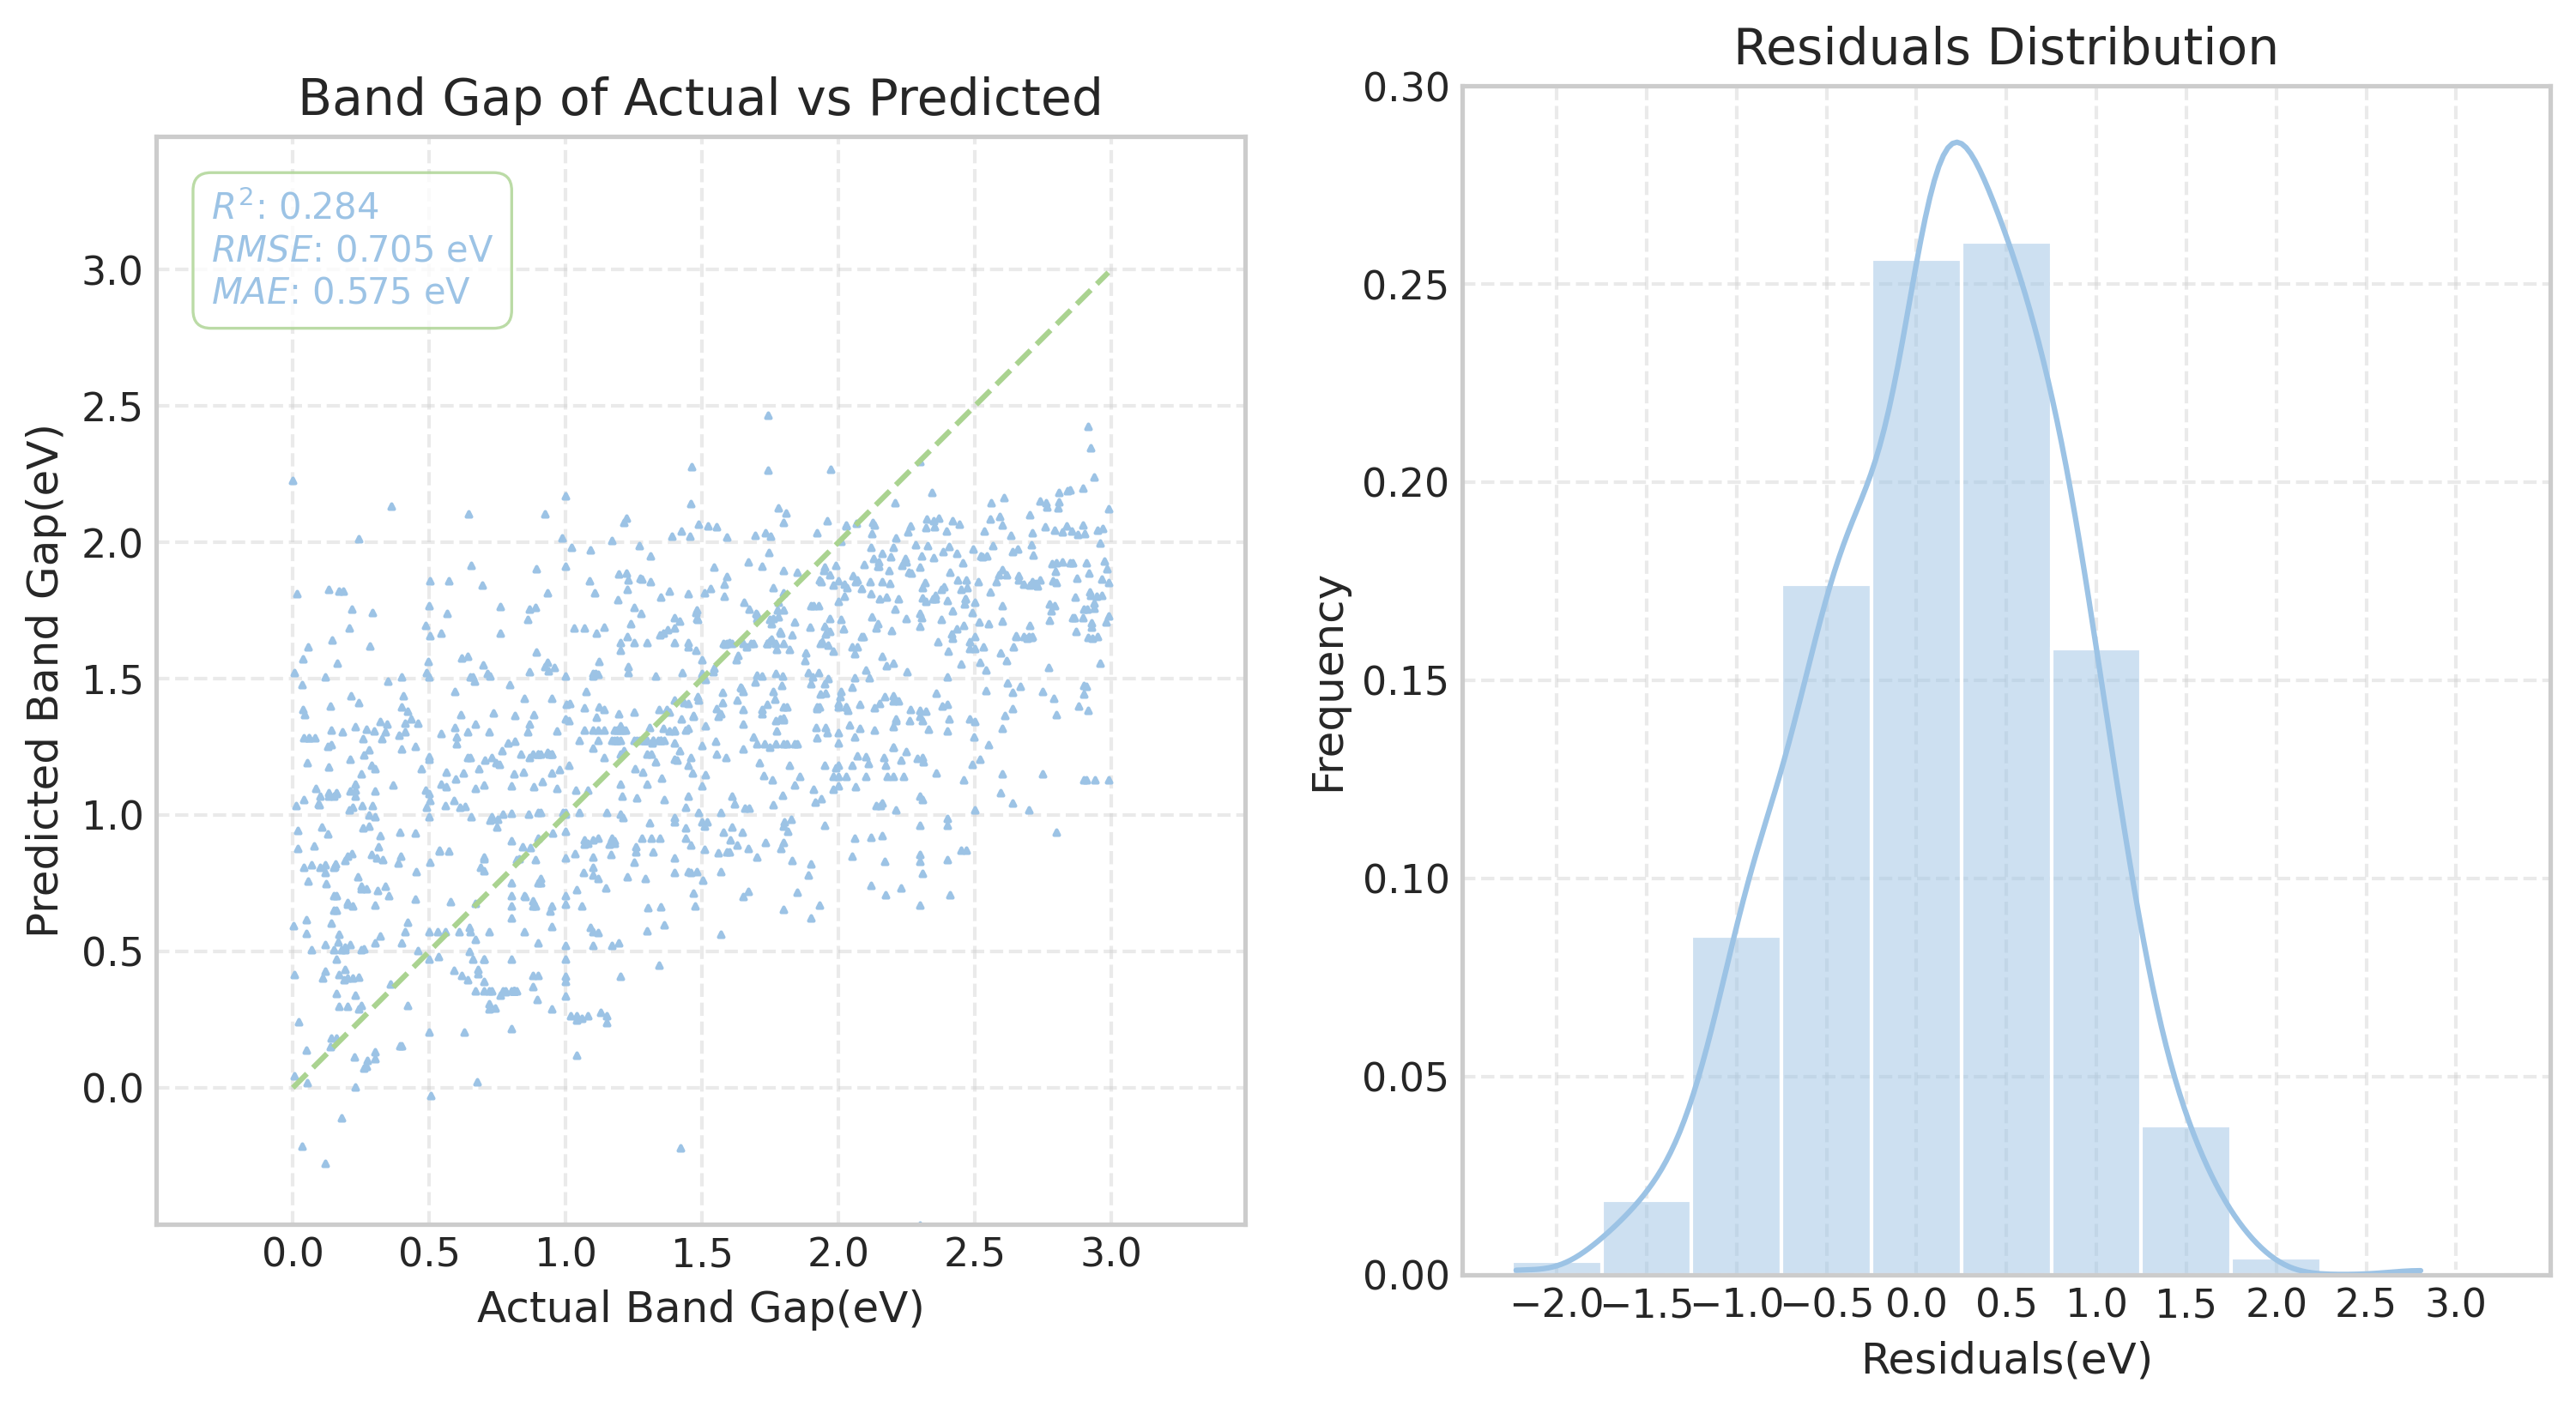 Band Gap of Actual vs Predicted
R²: 0.284
RMSE: 0.705 eV
MAE: 0.575 eV
Predicted Band Gap(eV)
3.0
2.5
2.0
1.5
1.0
0.5
0.0
0.0 0.5 1.0 1.5 2.0 2.5 3.0
Actual Band Gap(eV)
Residuals Distribution
Frequency
0.30
0.25
0.20
0.15
0.10
0.05
0.00
−2.0 −1.5 −1.0 −0.5 0.0 0.5 1.0 1.5 2.0 2.5 3.0
Residuals(eV)